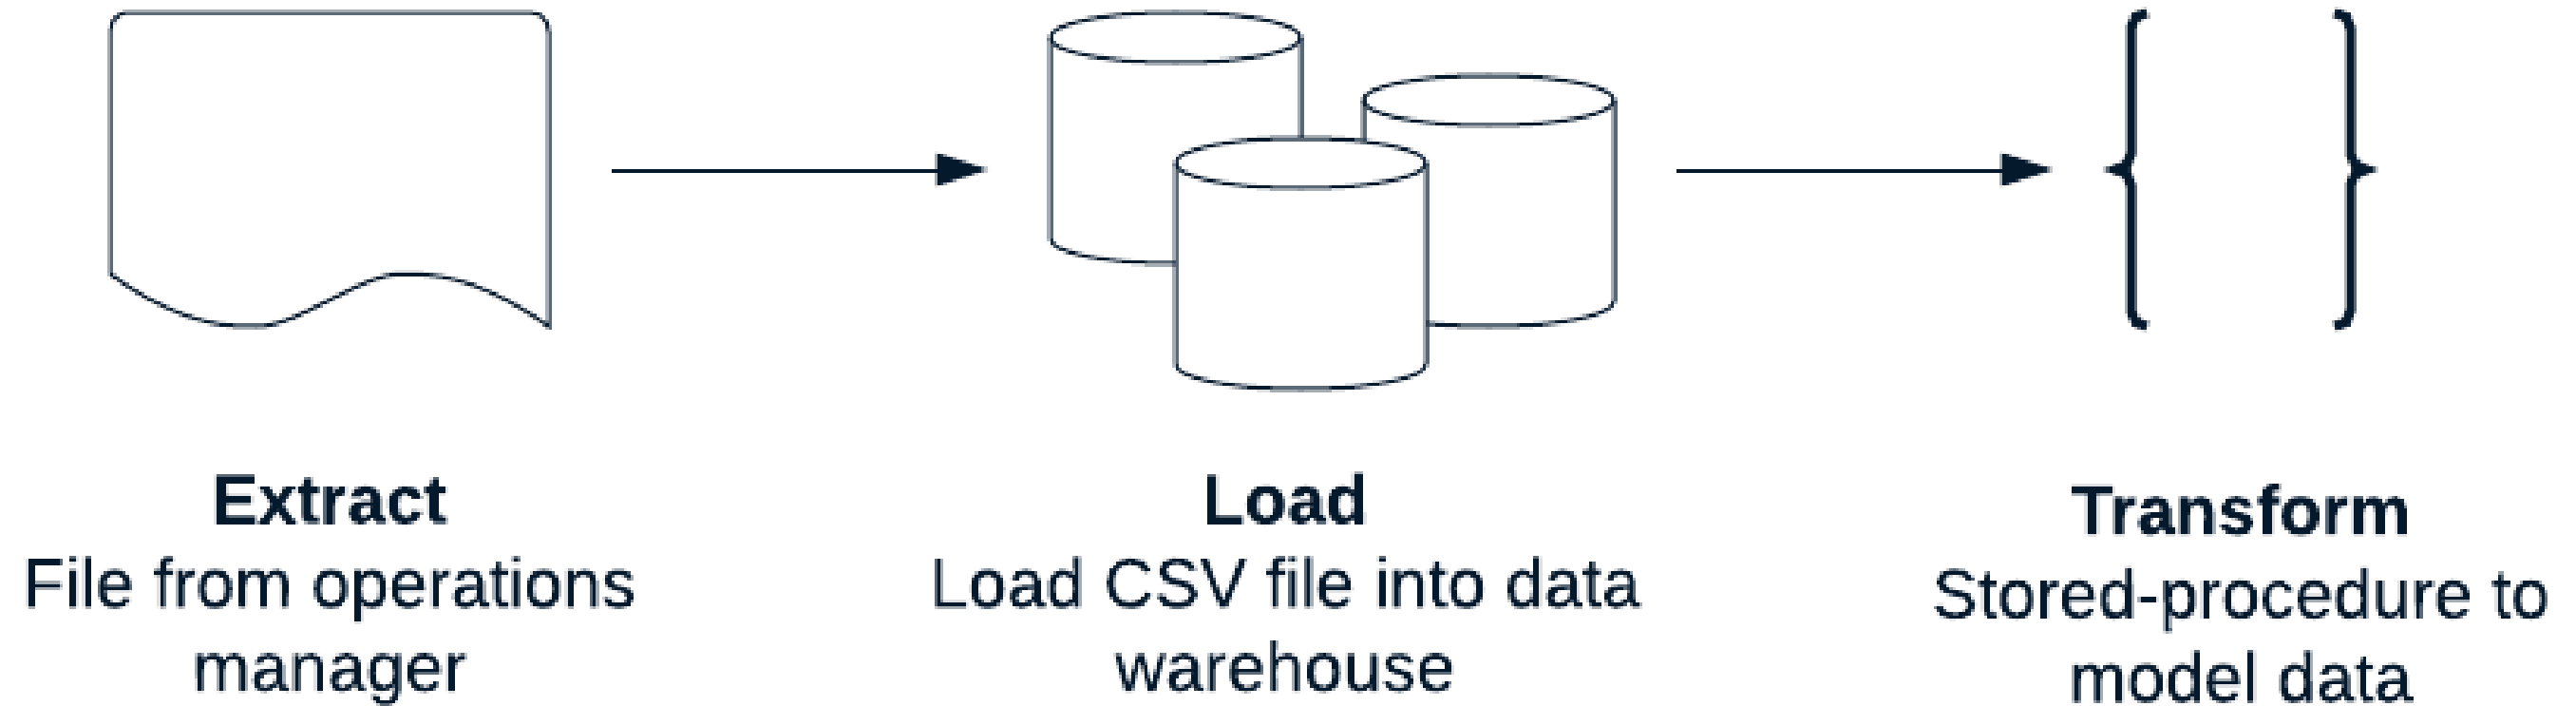 Extract
File from operations
manager
Load
Load CSV file into data
warehouse
Transform
Stored-procedure to
model data